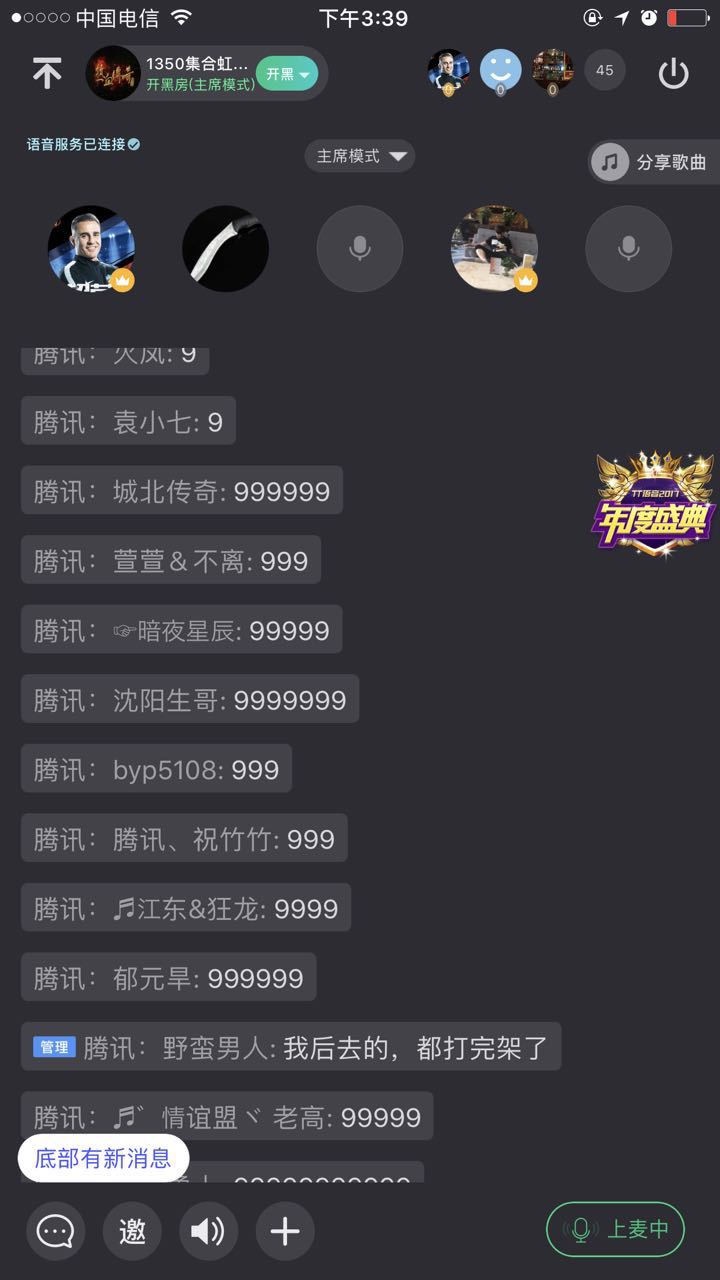 中国电信
下午3:39
1350集合虹...
开黑房(主席模式)
开黑
0
0
0
45
语音服务已连接
主席模式
分享歌曲
腾讯：火凤: 9
腾讯：袁小七: 9
腾讯：城北传奇: 999999
TT语音2017
年度盛典
腾讯：萱萱＆不离: 999
腾讯：☞暗夜星辰: 99999
腾讯：沈阳生哥: 9999999
腾讯：byp5108: 999
腾讯：腾讯、祝竹竹: 999
腾讯：♬江东&狂龙: 9999
腾讯：郁元旱: 999999
管理 腾讯：野蛮男人: 我后去的，都打完架了
腾讯：♬゛情谊盟ヾ老高: 99999
底部有新消息
邀
上麦中